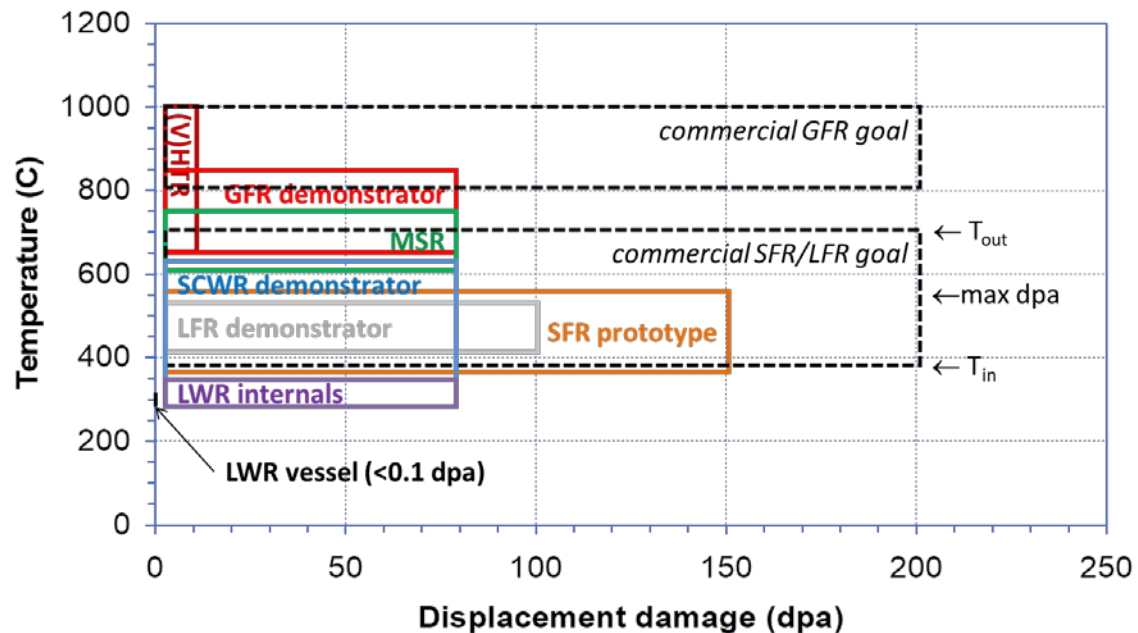 1200
1000
800
600
400
200
0
Temperature (C)
(V)HTR
commercial GFR goal
GFR demonstrator
MSR
← Tout
commercial SFR/LFR goal
SCWR demonstrator
←max dpa
LFR demonstrator
SFR prototype
← Tin
LWR internals
LWR vessel (<0.1 dpa)
0 50 100 150 200 250
Displacement damage (dpa)